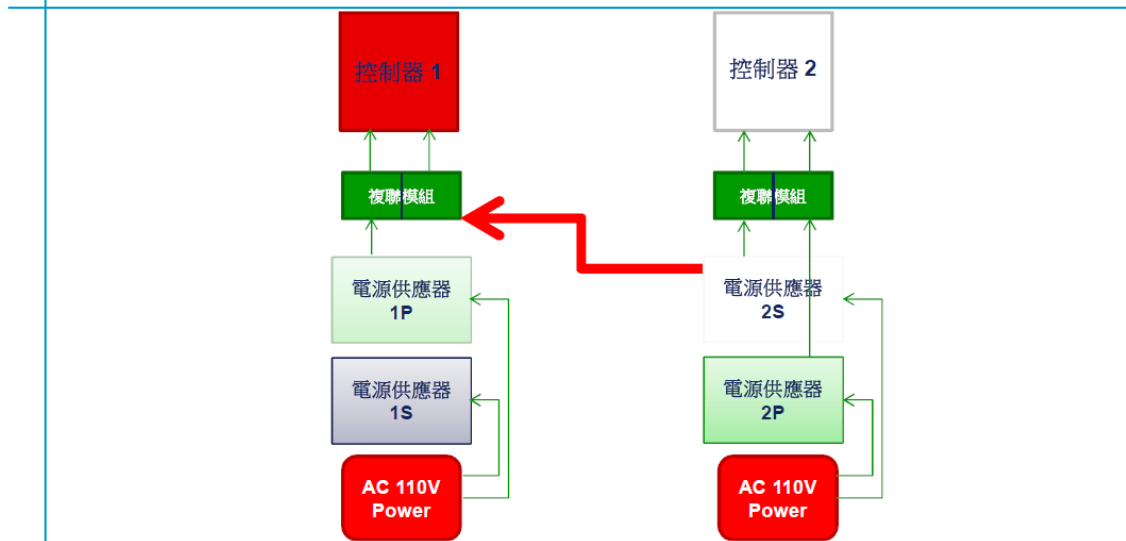 控制器 1
控制器 2
複聯模組
複聯模組
電源供應器
1P
電源供應器
2S
電源供應器
1S
電源供應器
2P
AC 110V
Power
AC 110V
Power